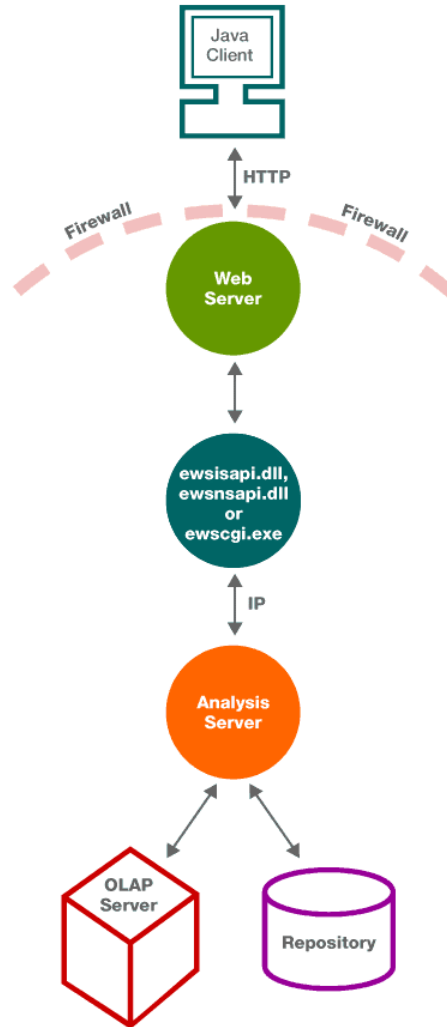 Java
Client
HTTP
Firewall
Firewall
Web
Server
ewsisapi.dll,
ewsnsapi.dll
or
ewscgi.exe
IP
Analysis
Server
OLAP
Server
Repository